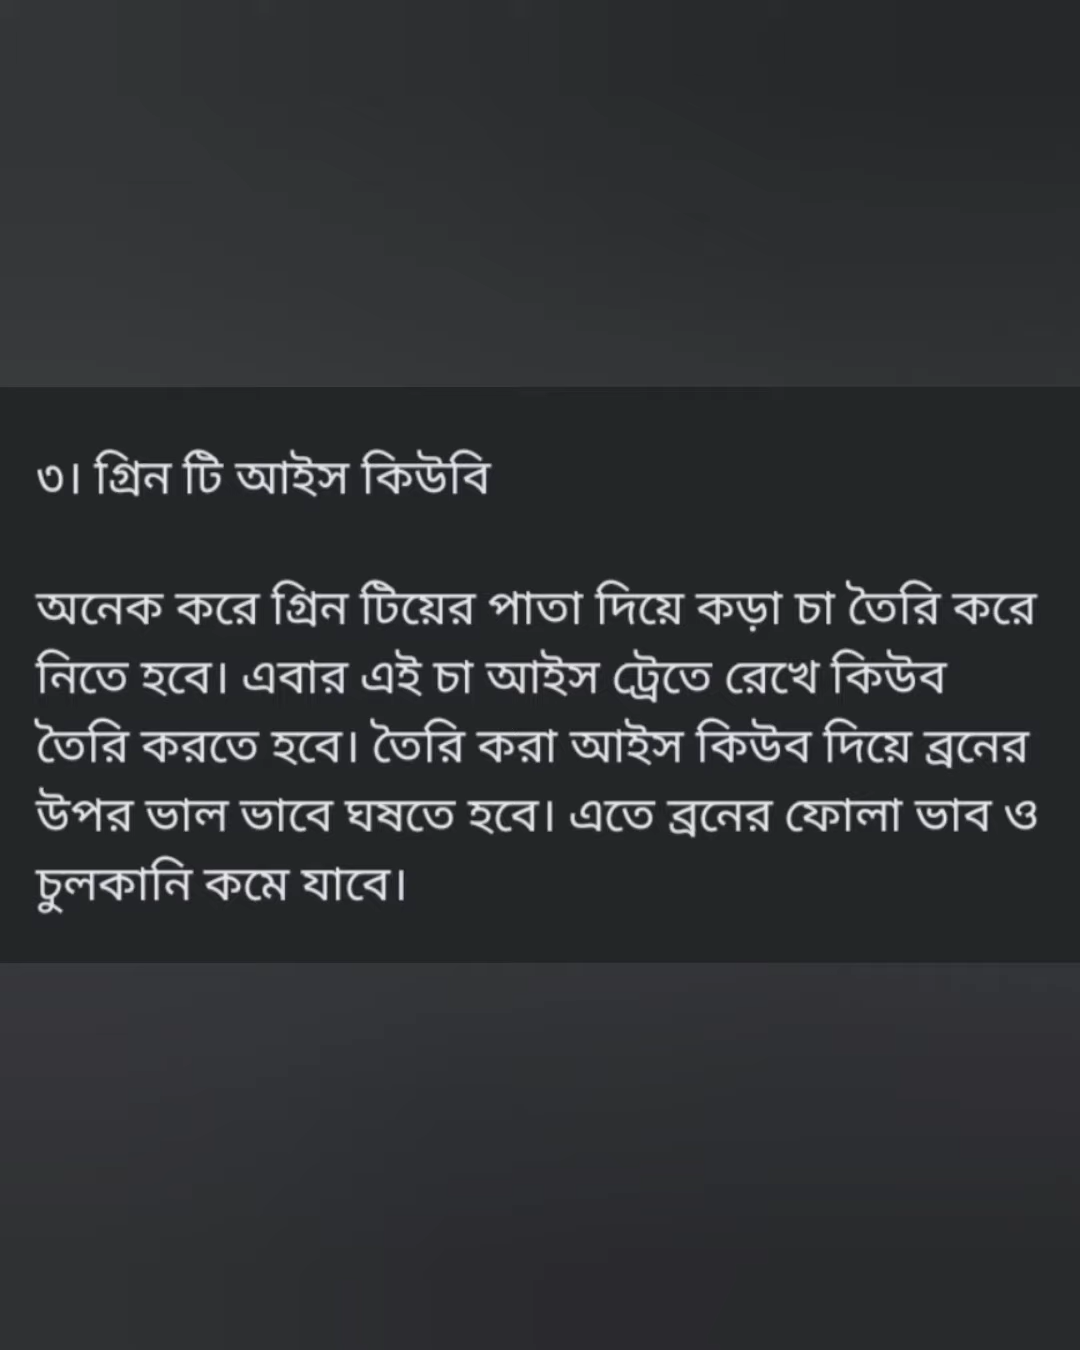 ৩। গ্রিন টি আইস কিউবি
অনেক করে গ্রিন টিয়ের পাতা দিয়ে কড়া চা তৈরি করে
নিতে হবে। এবার এই চা আইস ট্রেতে রেখে কিউব
তৈরি করতে হবে। তৈরি করা আইস কিউব দিয়ে ব্রনের
উপর ভাল ভাবে ঘষতে হবে। এতে ব্রনের ফোলা ভাব ও
চুলকানি কমে যাবে।